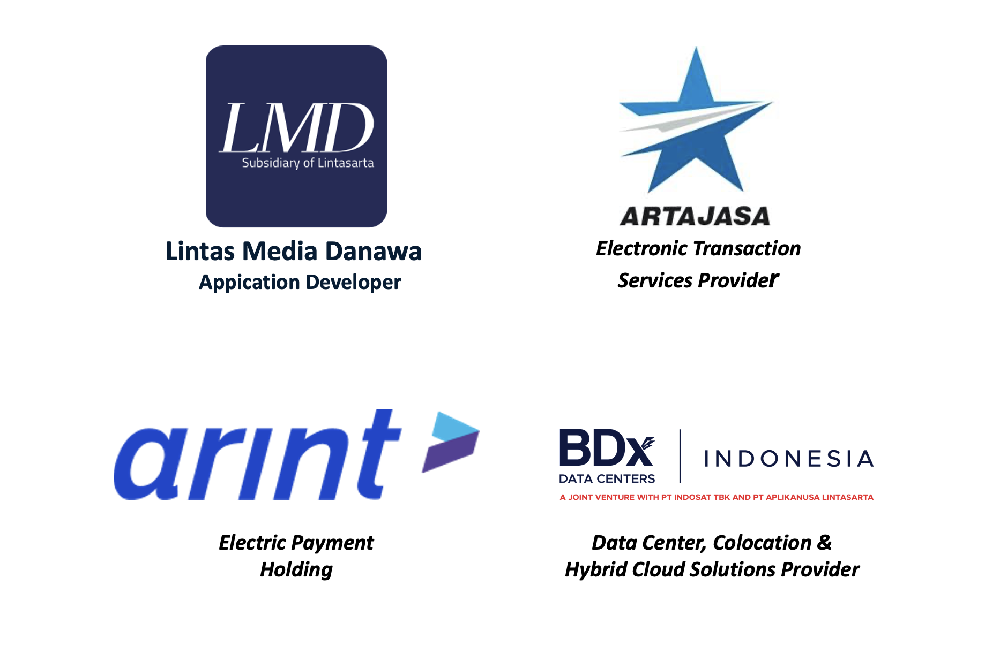 LMD
Subsidiary of Lintasarta
Lintas Media Danawa
Appication Developer
ARTAJASA
Electronic Transaction
Services Provider
arınt
Electric Payment
Holding
BDx
DATA CENTERS
INDONESIA
A JOINT VENTURE WITH PT INDOSAT TBK AND PT APLIKANUSA LINTASARTA
Data Center, Colocation &
Hybrid Cloud Solutions Provider